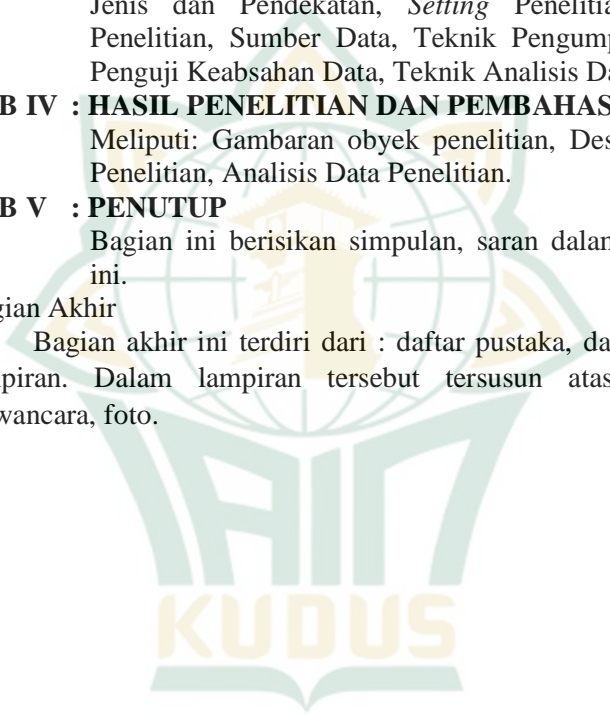 Jenis dan Pendekatan, Setting Penelitia
Penelitian, Sumber Data, Teknik Pengump
Penguji Keabsahan Data, Teknik Analisis Da
B IV : HASIL PENELITIAN DAN PEMBAHAS
Meliputi: Gambaran obyek penelitian, Des
Penelitian, Analisis Data Penelitian.
B V : PENUTUP
Bagian ini berisikan simpulan, saran dalam
ini.
gian Akhir
Bagian akhir ini terdiri dari : daftar pustaka, da
piran. Dalam lampiran tersebut tersusun atas
wancara, foto.
IAIN
KUDUS